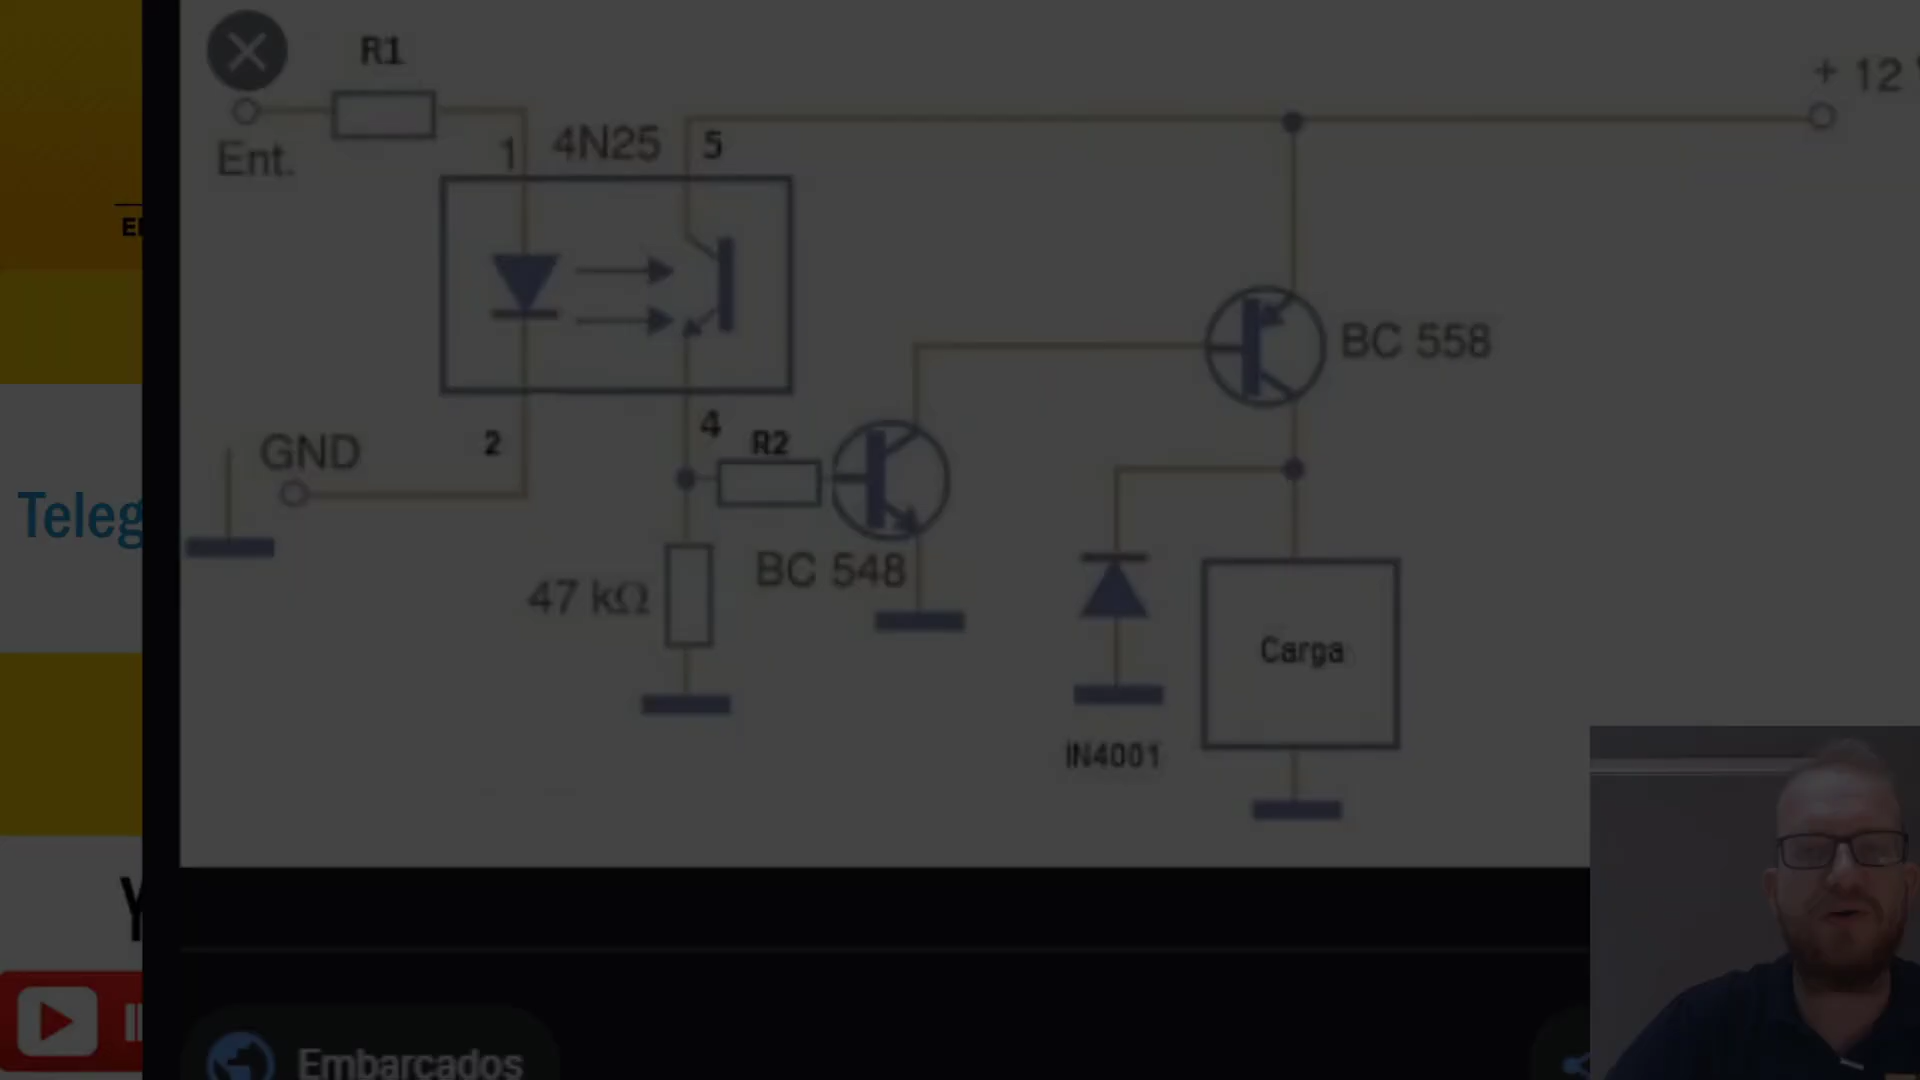 R1
+ 12
Ent.
1
4N25
5
BC 558
GND
2
4
R2
47 kΩ
BC 548
Carga
IN4001
Embarcados